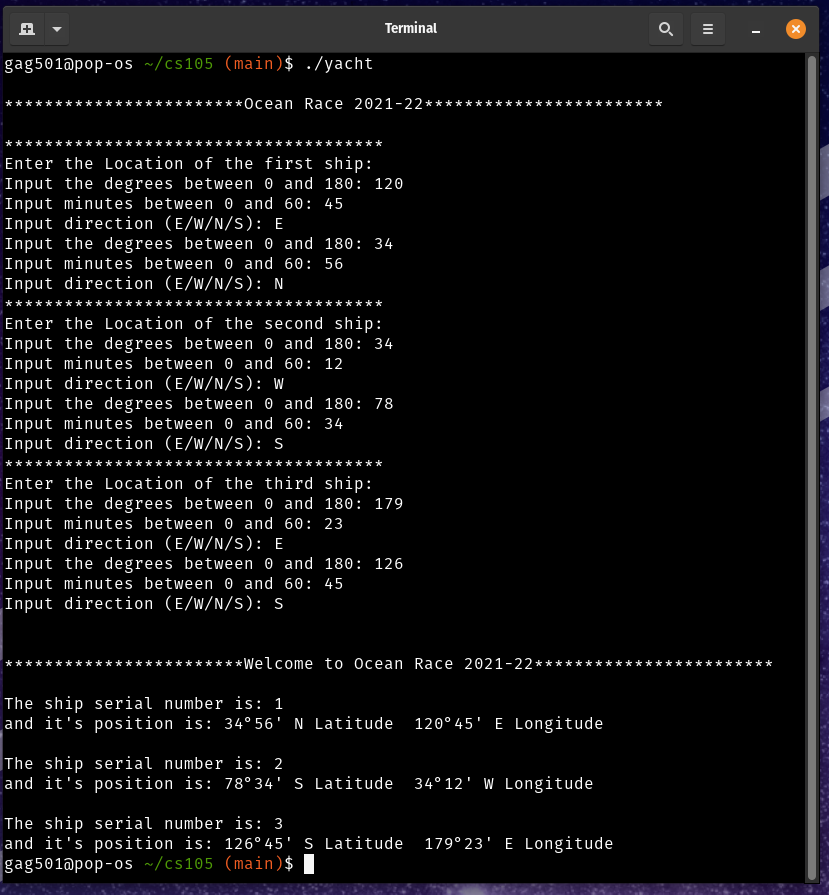 Terminal
gag501@pop-os ~/cs105 (main)$ ./yacht
************************Ocean Race 2021-22************************
**************************************
Enter the Location of the first ship:
Input the degrees between 0 and 180: 120
Input minutes between 0 and 60: 45
Input direction (E/W/N/S): E
Input the degrees between 0 and 180: 34
Input minutes between 0 and 60: 56
Input direction (E/W/N/S): N
**************************************
Enter the Location of the second ship:
Input the degrees between 0 and 180: 34
Input minutes between 0 and 60: 12
Input direction (E/W/N/S): W
Input the degrees between 0 and 180: 78
Input minutes between 0 and 60: 34
Input direction (E/W/N/S): S
**************************************
Enter the Location of the third ship:
Input the degrees between 0 and 180: 179
Input minutes between 0 and 60: 23
Input direction (E/W/N/S): E
Input the degrees between 0 and 180: 126
Input minutes between 0 and 60: 45
Input direction (E/W/N/S): S
************************Welcome to Ocean Race 2021-22************************
The ship serial number is: 1
and it's position is: 34°56' N Latitude  120°45' E Longitude
The ship serial number is: 2
and it's position is: 78°34' S Latitude  34°12' W Longitude
The ship serial number is: 3
and it's position is: 126°45' S Latitude  179°23' E Longitude
gag501@pop-os ~/cs105 (main)$